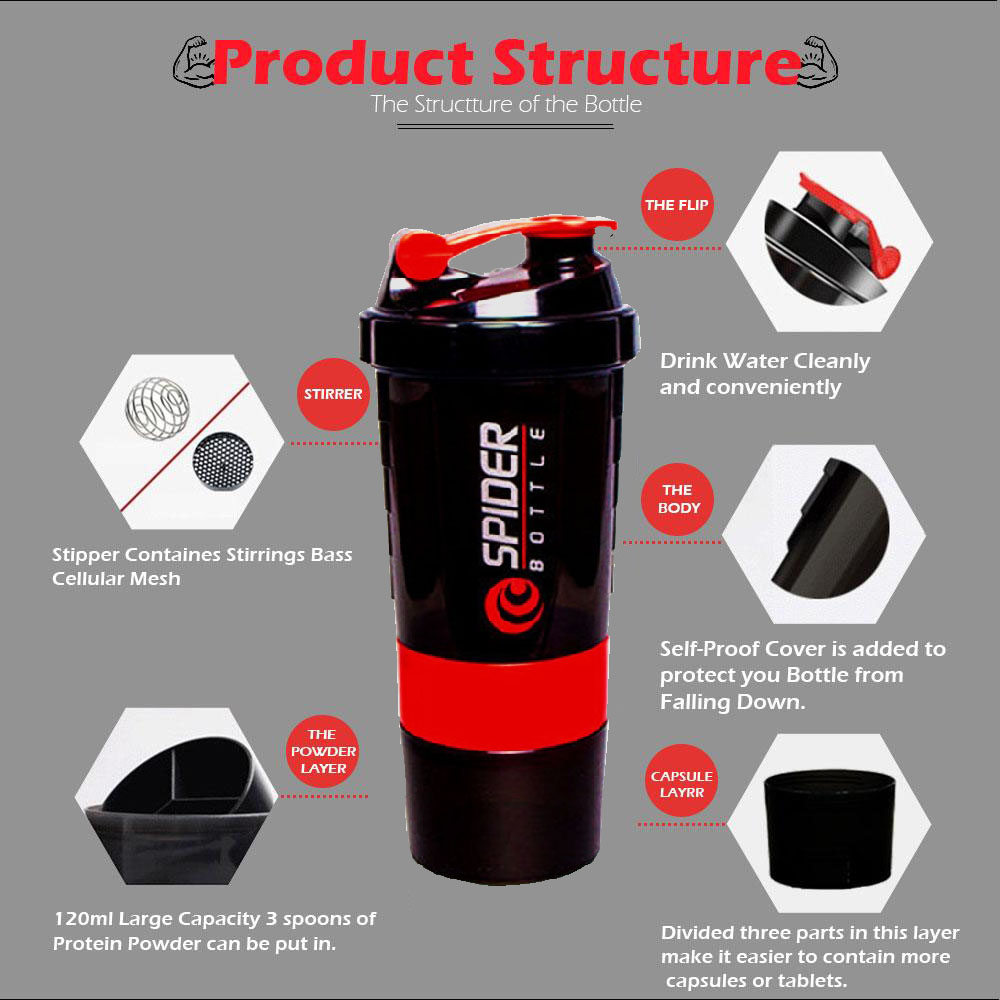 Product Structure
The Structture of the Bottle
THE FLIP
Drink Water Cleanly
and conveniently
STIRRER
Stipper Containes Stirrings Bass
Cellular Mesh
SPIDER
BOTTLE
THE
BODY
Self-Proof Cover is added to
protect you Bottle from
Falling Down.
THE
POWDER
LAYER
120ml Large Capacity 3 spoons of
Protein Powder can be put in.
CAPSULE
LAYRR
Divided three parts in this layer
make it easier to contain more
capsules or tablets.